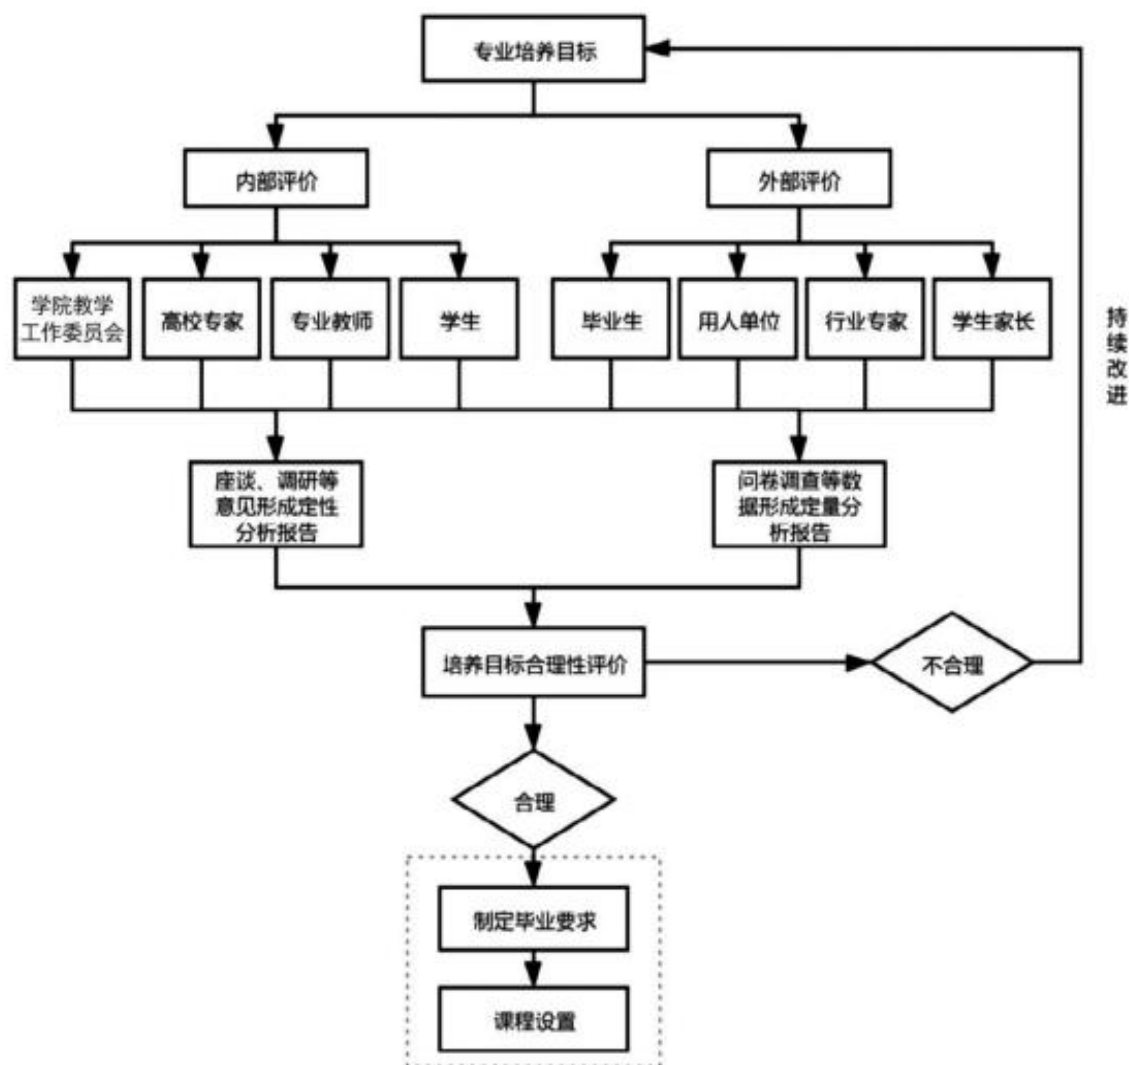 专业培养目标
内部评价
外部评价
学院教学
工作委员会
高校专家
专业教师
学生
毕业生
用人单位
行业专家
学生家长
持续改进
座谈、调研等
意见形成定性
分析报告
问卷调查等数
据形成定量分
析报告
培养目标合理性评价
不合理
合理
制定毕业要求
课程设置